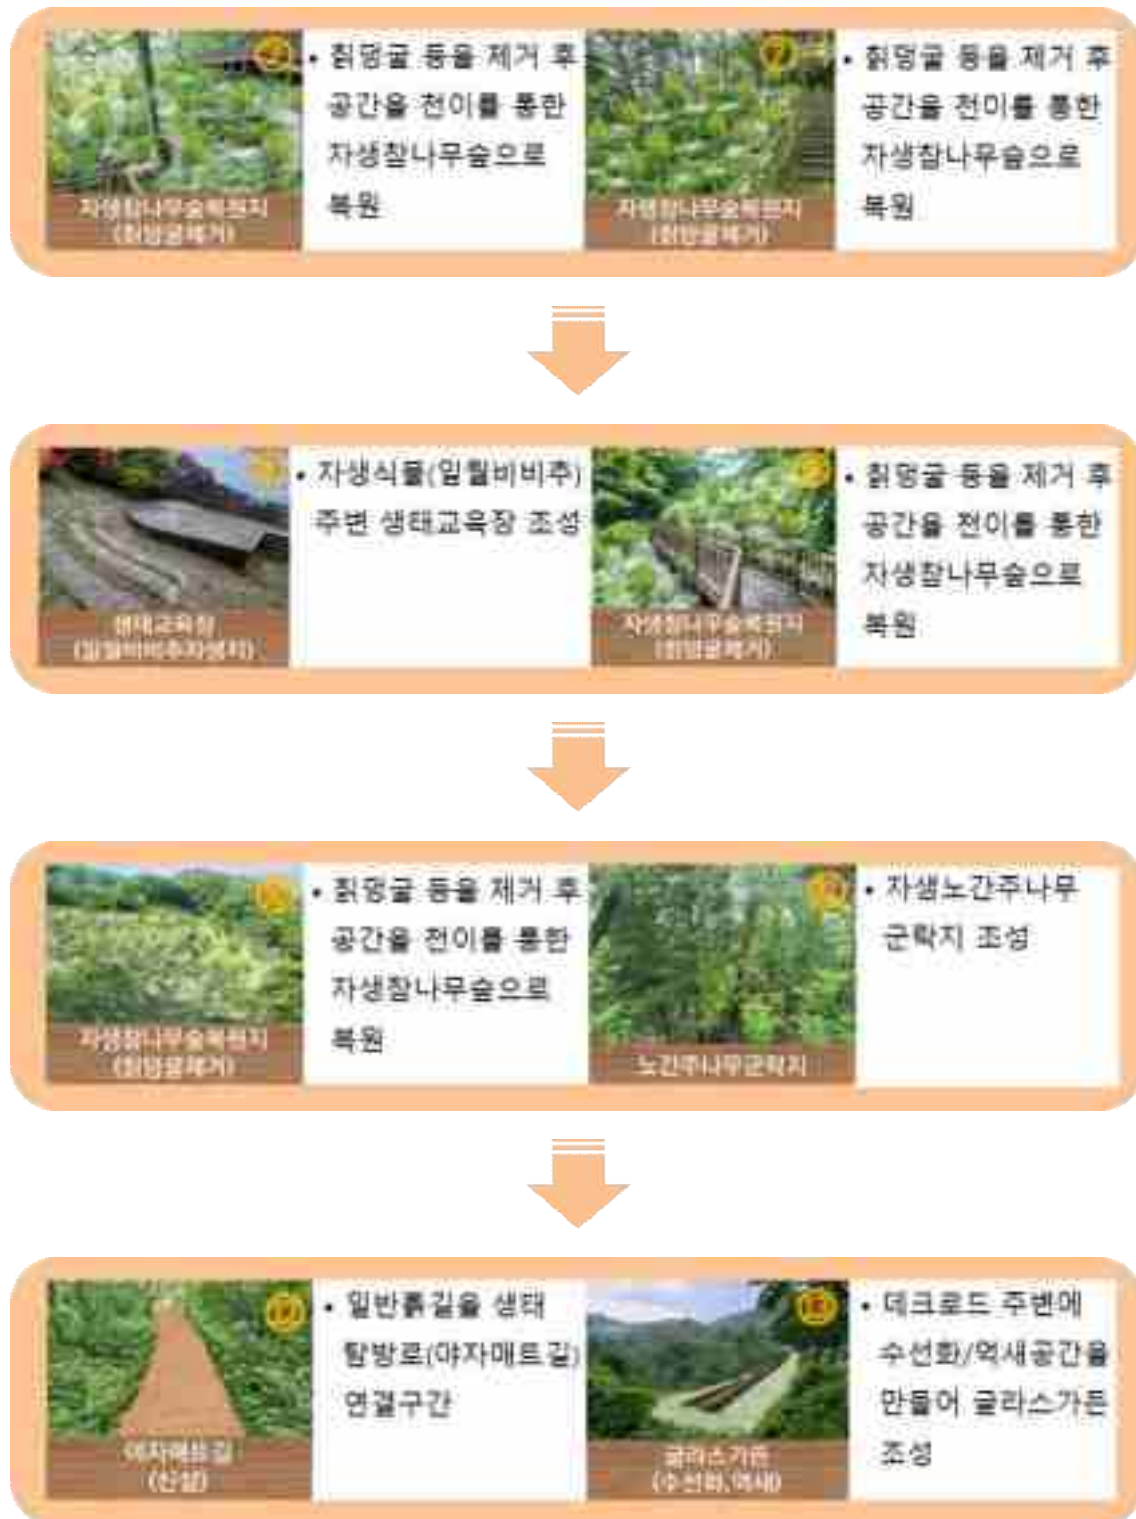 • 칡덩굴 등을 제거 후
공간을 천이를 통한
자생참나무숲으로
복원
자생참나무숲복원지
(칡덩굴제거)
• 칡덩굴 등을 제거 후
공간을 천이를 통한
자생참나무숲으로
복원
자생참나무숲복원지
(칡덩굴제거)
• 자생식물(일월비비추)
주변 생태교육장 조성
생태교육장
(일월비비추자생지)
• 칡덩굴 등을 제거 후
공간을 천이를 통한
자생참나무숲으로
복원
자생참나무숲복원지
(칡덩굴제거)
• 칡덩굴 등을 제거 후
공간을 천이를 통한
자생참나무숲으로
복원
자생참나무숲복원지
(칡덩굴제거)
• 자생노간주나무
군락지 조성
노간주나무군락지
• 일반흙길을 생태
탐방로(야자매트길)
연결구간
야자매트길
(신설)
• 데크로드 주변에
수선화/억새공간을
만들어 글라스가든
조성
글라스가든
(수선화,억새)